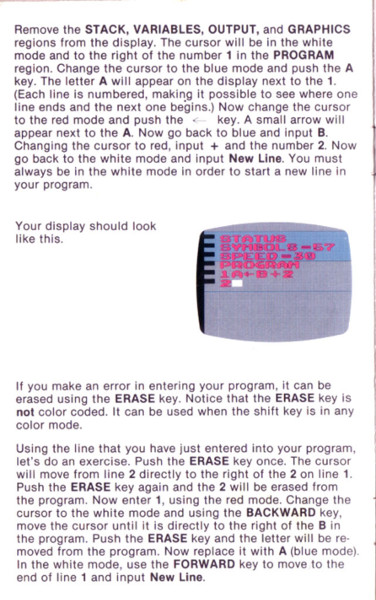 Remove the STACK, VARIABLES, OUTPUT, and GRAPHICS
regions from the display. The cursor will be in the white
mode and to the right of the number 1 in the PROGRAM
region. Change the cursor to the blue mode and push the A
key. The letter A will appear on the display next to the 1.
(Each line is numbered, making it possible to see where one
line ends and the next one begins.) Now change the cursor
to the red mode and push the ← key. A small arrow will
appear next to the A. Now go back to blue and input B.
Changing the cursor to red, input + and the number 2. Now
go back to the white mode and input New Line. You must
always be in the white mode in order to start a new line in
your program.
Your display should look
like this.
STATUS
SYMBOLS=57
SPEED=30
PROGRAM
1A←B+2
2
If you make an error in entering your program, it can be
erased using the ERASE key. Notice that the ERASE key is
not color coded. It can be used when the shift key is in any
color mode.
Using the line that you have just entered into your program,
let's do an exercise. Push the ERASE key once. The cursor
will move from line 2 directly to the right of the 2 on line 1.
Push the ERASE key again and the 2 will be erased from
the program. Now enter 1, using the red mode. Change the
cursor to the white mode and using the BACKWARD key,
move the cursor until it is directly to the right of the B in
the program. Push the ERASE key and the letter will be re-
moved from the program. Now replace it with A (blue mode).
In the white mode, use the FORWARD key to move to the
end of line 1 and input New Line.